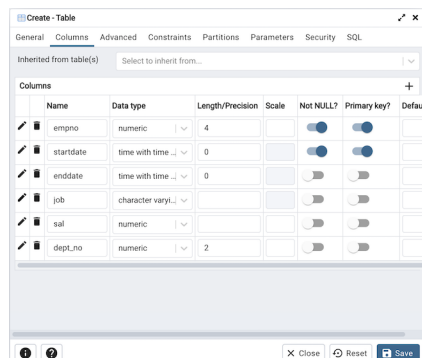 Create - Table
General Columns Advanced Constraints Partitions Parameters Security SQL
Inherited from table(s) Select to inherit from...
Columns
Name Data type Length/Precision Scale Not NULL? Primary key? Defau
empno numeric 4
startdate time with time ... 0
enddate time with time ... 0
job character varyi...
sal numeric
dept_no numeric 2
Close Reset Save